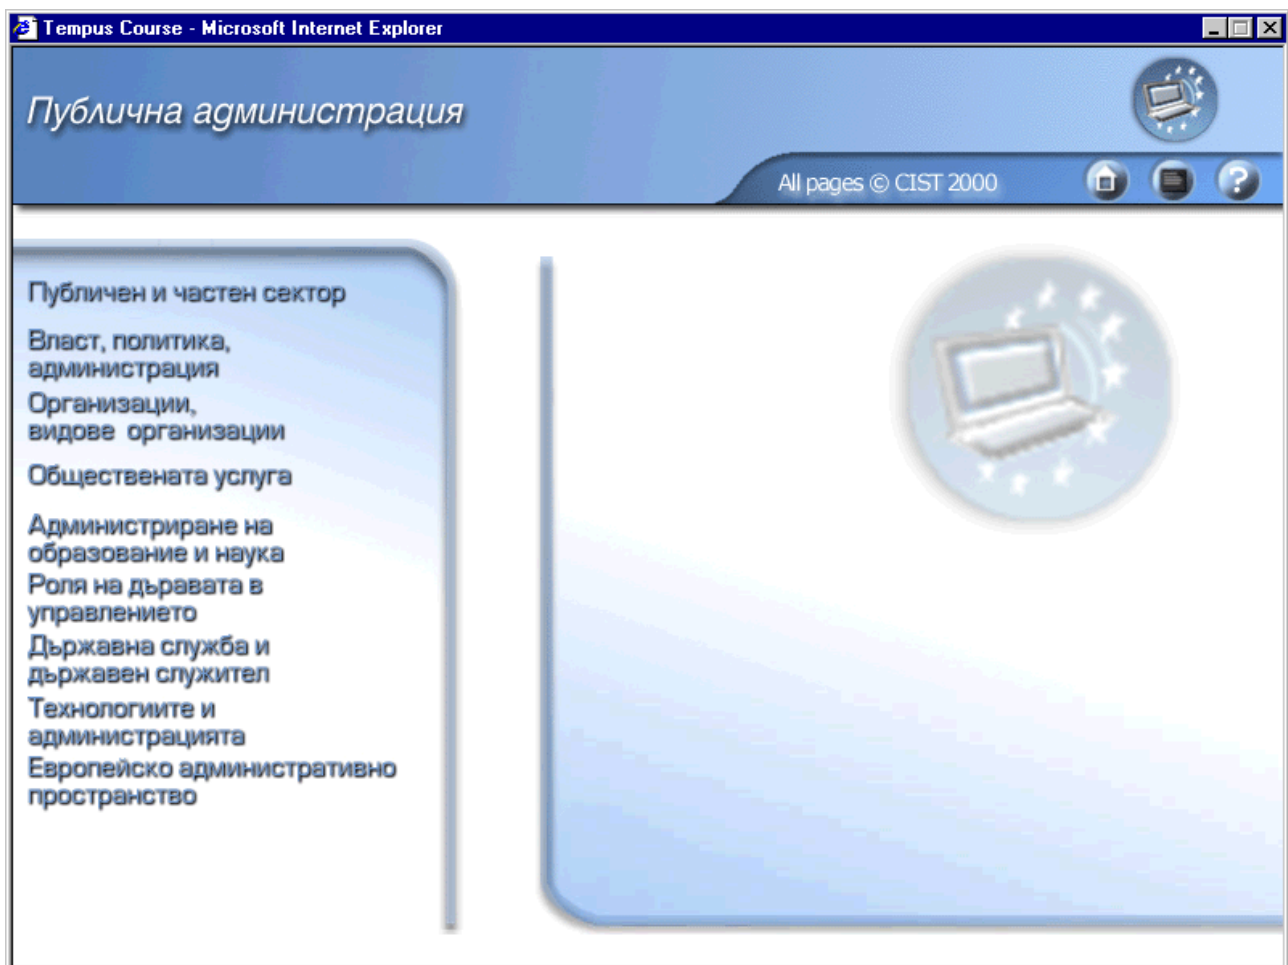 Tempus Course - Microsoft Internet Explorer
Публична администрация
All pages © CIST 2000
?
Публичен и частен сектор
Власт, политика,
администрация
Организации,
видове организации
Обществената услуга
Администриране на
образование и наука
Роля на държавата в
управлението
Държавна служба и
държавен служител
Технологиите и
администрацията
Европейско административно
пространство